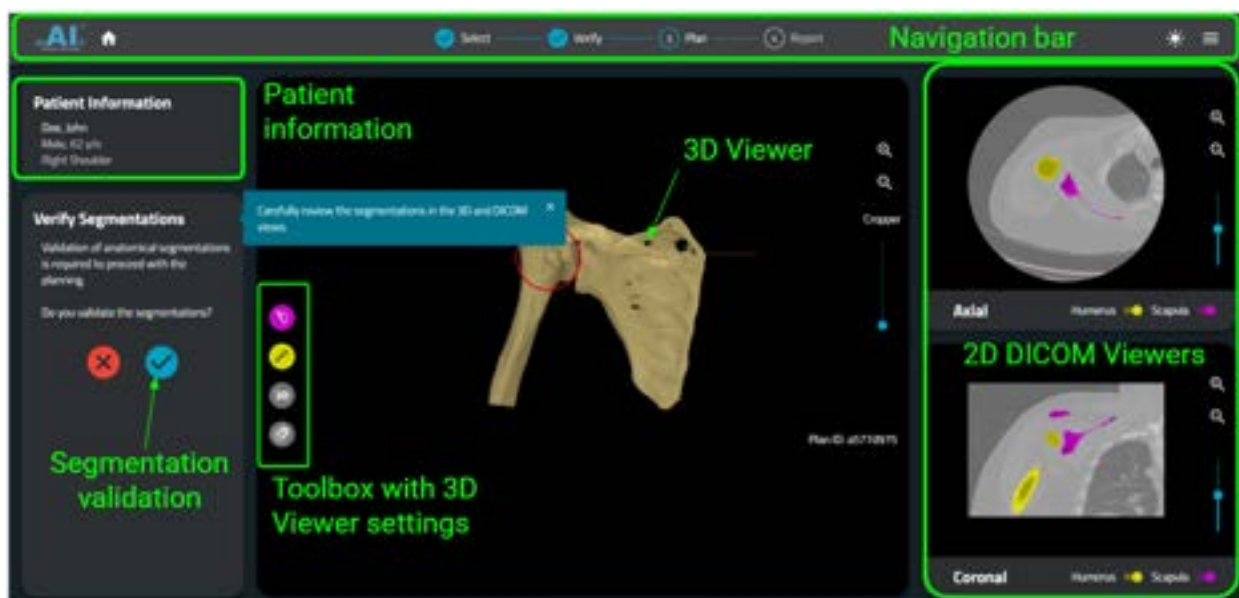 AI
Select
Verify
3
Plan
4
Report
Navigation bar
Patient Information
Doe, John
Male, 62 y/o
Right Shoulder
Patient
information
3D Viewer
Verify Segmentations
Validation of anatomical segmentations
is required to proceed with the
planning.
Do you validate the segmentations?
Carefully review the segmentations in the 3D and DICOM
views.
Cropper
Segmentation
validation
Toolbox with 3D
Viewer settings
Axial
Humerus
Scapula
2D DICOM Viewers
Coronal
Humerus
Scapula